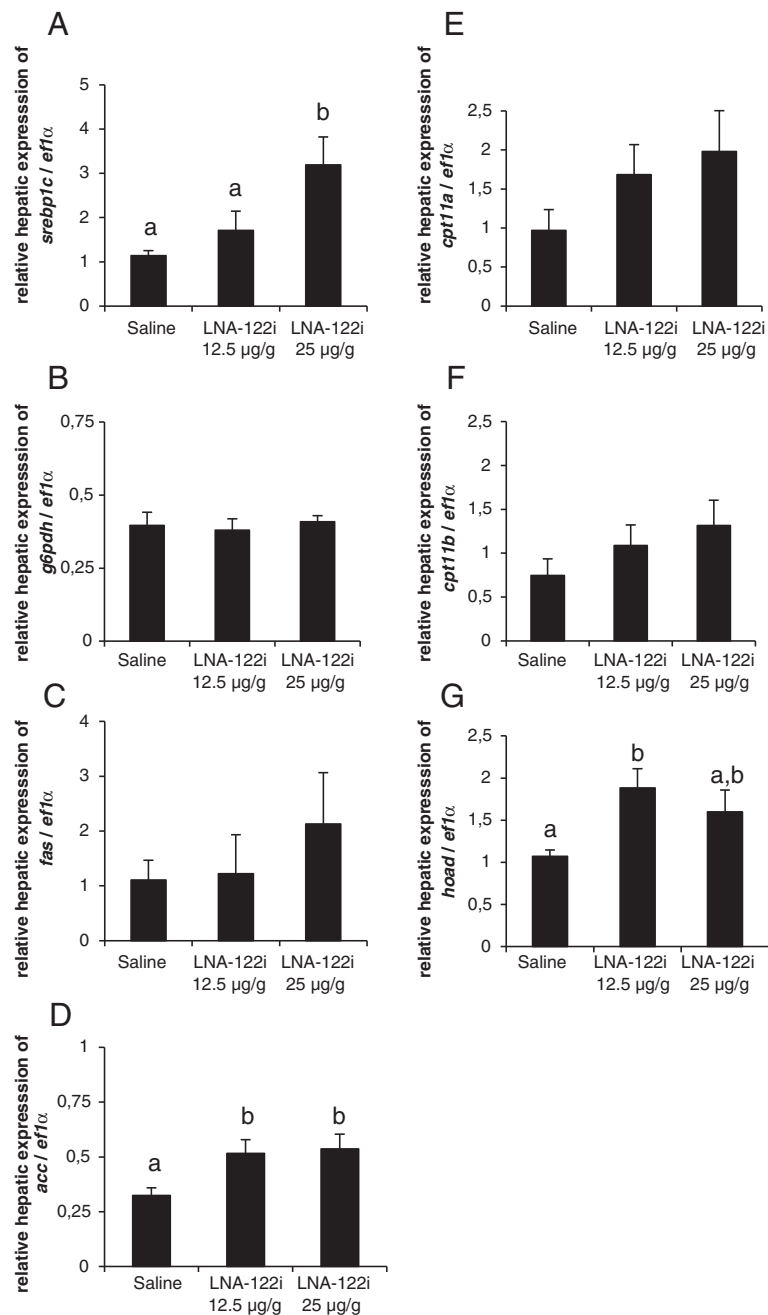 A
relative hepatic expresssion of
srebp1c / ef1α
5
4
3
2
1
0
a
a
b
Saline
LNA-122i
12.5 µg/g
LNA-122i
25 µg/g
B
relative hepatic expresssion of
g6pdh / ef1α
0,75
0,5
0,25
0
Saline
LNA-122i
12.5 µg/g
LNA-122i
25 µg/g
C
relative hepatic expresssion of
fas / ef1α
4
3
2
1
0
Saline
LNA-122i
12.5 µg/g
LNA-122i
25 µg/g
D
relative hepatic expresssion of
acc / ef1α
1
0,75
0,5
0,25
0
a
b
b
Saline
LNA-122i
12.5 µg/g
LNA-122i
25 µg/g
E
relative hepatic expresssion of
cpt11a / ef1α
2,5
2
1,5
1
0,5
0
Saline
LNA-122i
12.5 µg/g
LNA-122i
25 µg/g
F
relative hepatic expresssion of
cpt11b / ef1α
2,5
2
1,5
1
0,5
0
Saline
LNA-122i
12.5 µg/g
LNA-122i
25 µg/g
G
relative hepatic expresssion of
hoad / ef1α
2,5
2
1,5
1
0,5
0
a
b
a,b
Saline
LNA-122i
12.5 µg/g
LNA-122i
25 µg/g